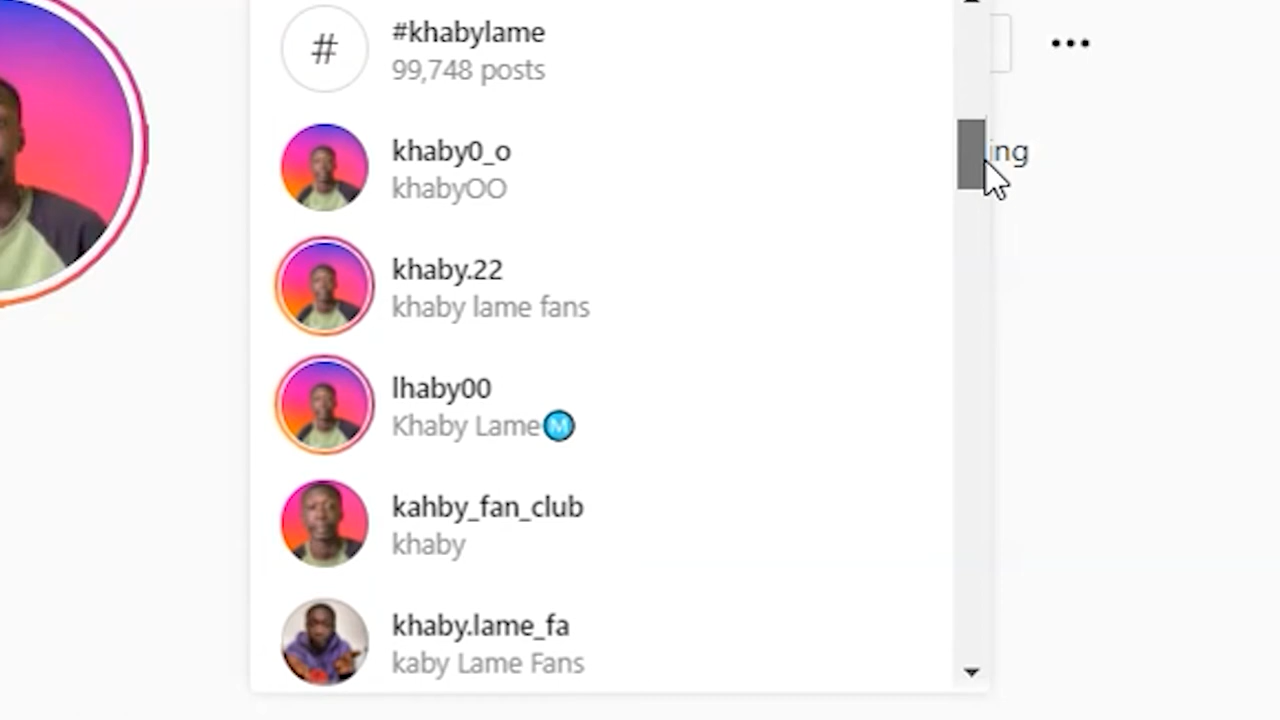 #
#khabylame
99,748 posts
ing
khaby0_o
khabyOO
khaby.22
khaby lame fans
lhaby00
Khaby Lame M
kahby_fan_club
khaby
khaby.lame_fa
kaby Lame Fans